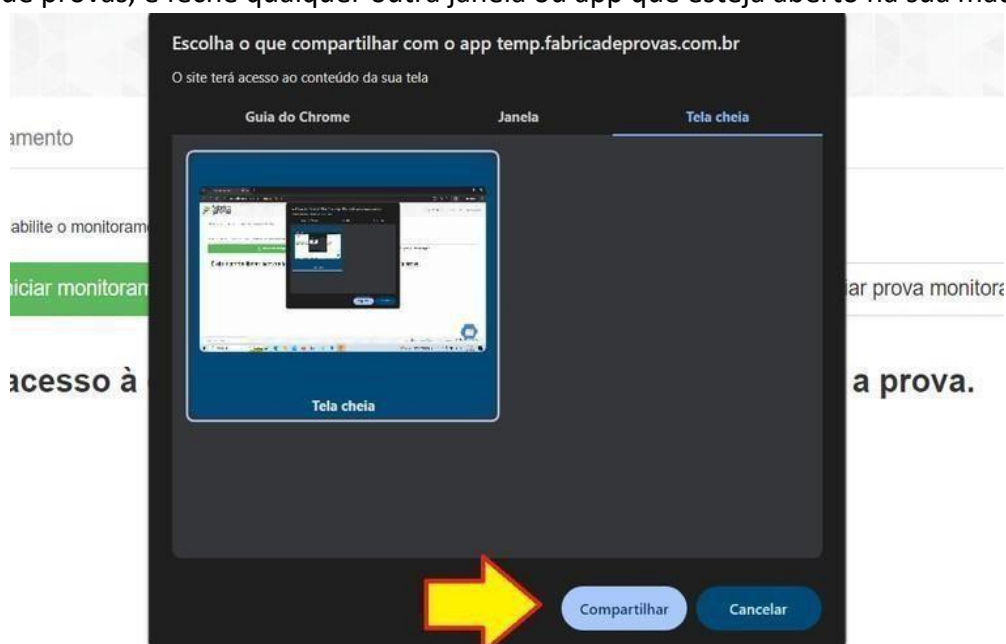 de provas, e feche qualquer outra janela ou app que esteja aberto na sua
Escolha o que compartilhar com o app temp.fabricadeprovas.com.br
O site terá acesso ao conteúdo da sua tela
Guia do Chrome Janela Tela cheia
amento
abilite o monitoram
iciar monitoram ar prova monitora
acesso à a prova.
Tela cheia
Compartilhar Cancelar